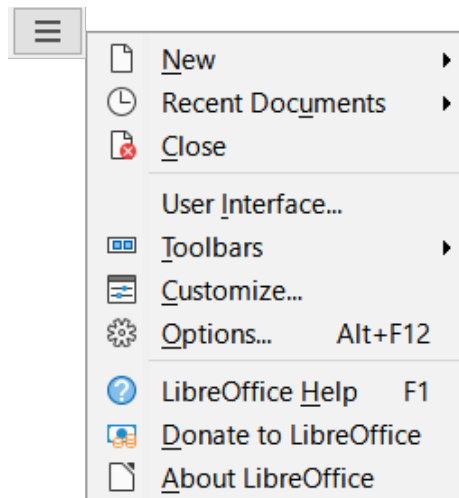 New
Recent Documents
Close
User Interface...
Toolbars
Customize...
Options... Alt+F12
LibreOffice Help F1
Donate to LibreOffice
About LibreOffice